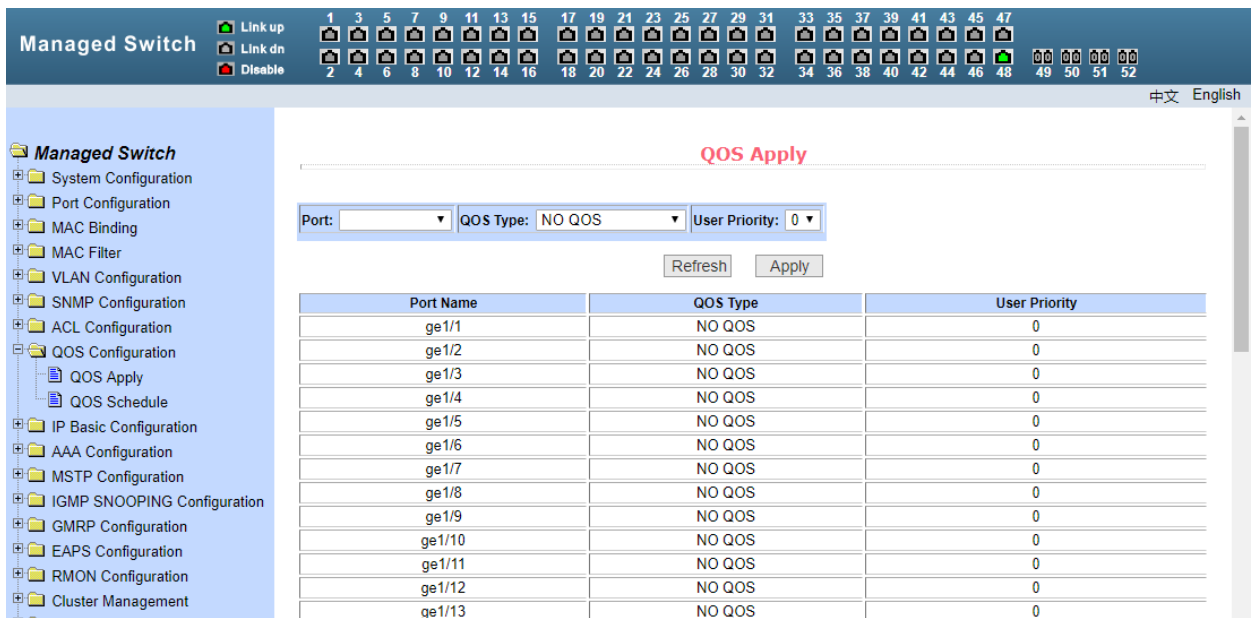 Managed Switch
Link up
Link dn
Disable
1 3 5 7 9 11 13 15 17 19 21 23 25 27 29 31 33 35 37 39 41 43 45 47
2 4 6 8 10 12 14 16 18 20 22 24 26 28 30 32 34 36 38 40 42 44 46 48 49 50 51 52
中文 English
Managed Switch
System Configuration
Port Configuration
MAC Binding
MAC Filter
VLAN Configuration
SNMP Configuration
ACL Configuration
QOS Configuration
QOS Apply
QOS Schedule
IP Basic Configuration
AAA Configuration
MSTP Configuration
IGMP SNOOPING Configuration
GMRP Configuration
EAPS Configuration
RMON Configuration
Cluster Management
QOS Apply
Port: QOS Type: NO QOS User Priority: 0
Refresh Apply
Port Name QOS Type User Priority
ge1/1 NO QOS 0
ge1/2 NO QOS 0
ge1/3 NO QOS 0
ge1/4 NO QOS 0
ge1/5 NO QOS 0
ge1/6 NO QOS 0
ge1/7 NO QOS 0
ge1/8 NO QOS 0
ge1/9 NO QOS 0
ge1/10 NO QOS 0
ge1/11 NO QOS 0
ge1/12 NO QOS 0
ge1/13 NO QOS 0